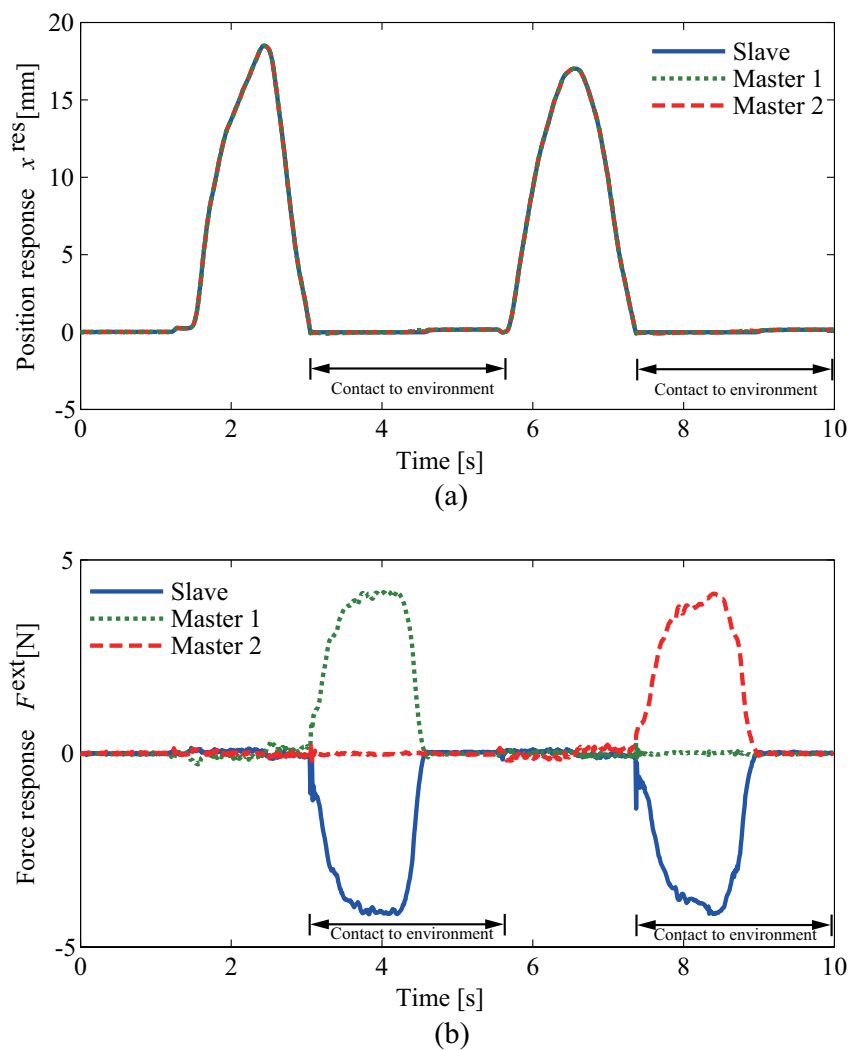 20
15
10
5
0
-5
Position response x^res[mm]
Slave
Master 1
Master 2
Contact to environment
Contact to environment
0 2 4 6 8 10
Time [s]
(a)
5
0
-5
Force response F^ext[N]
Slave
Master 1
Master 2
Contact to environment
Contact to environment
0 2 4 6 8 10
Time [s]
(b)